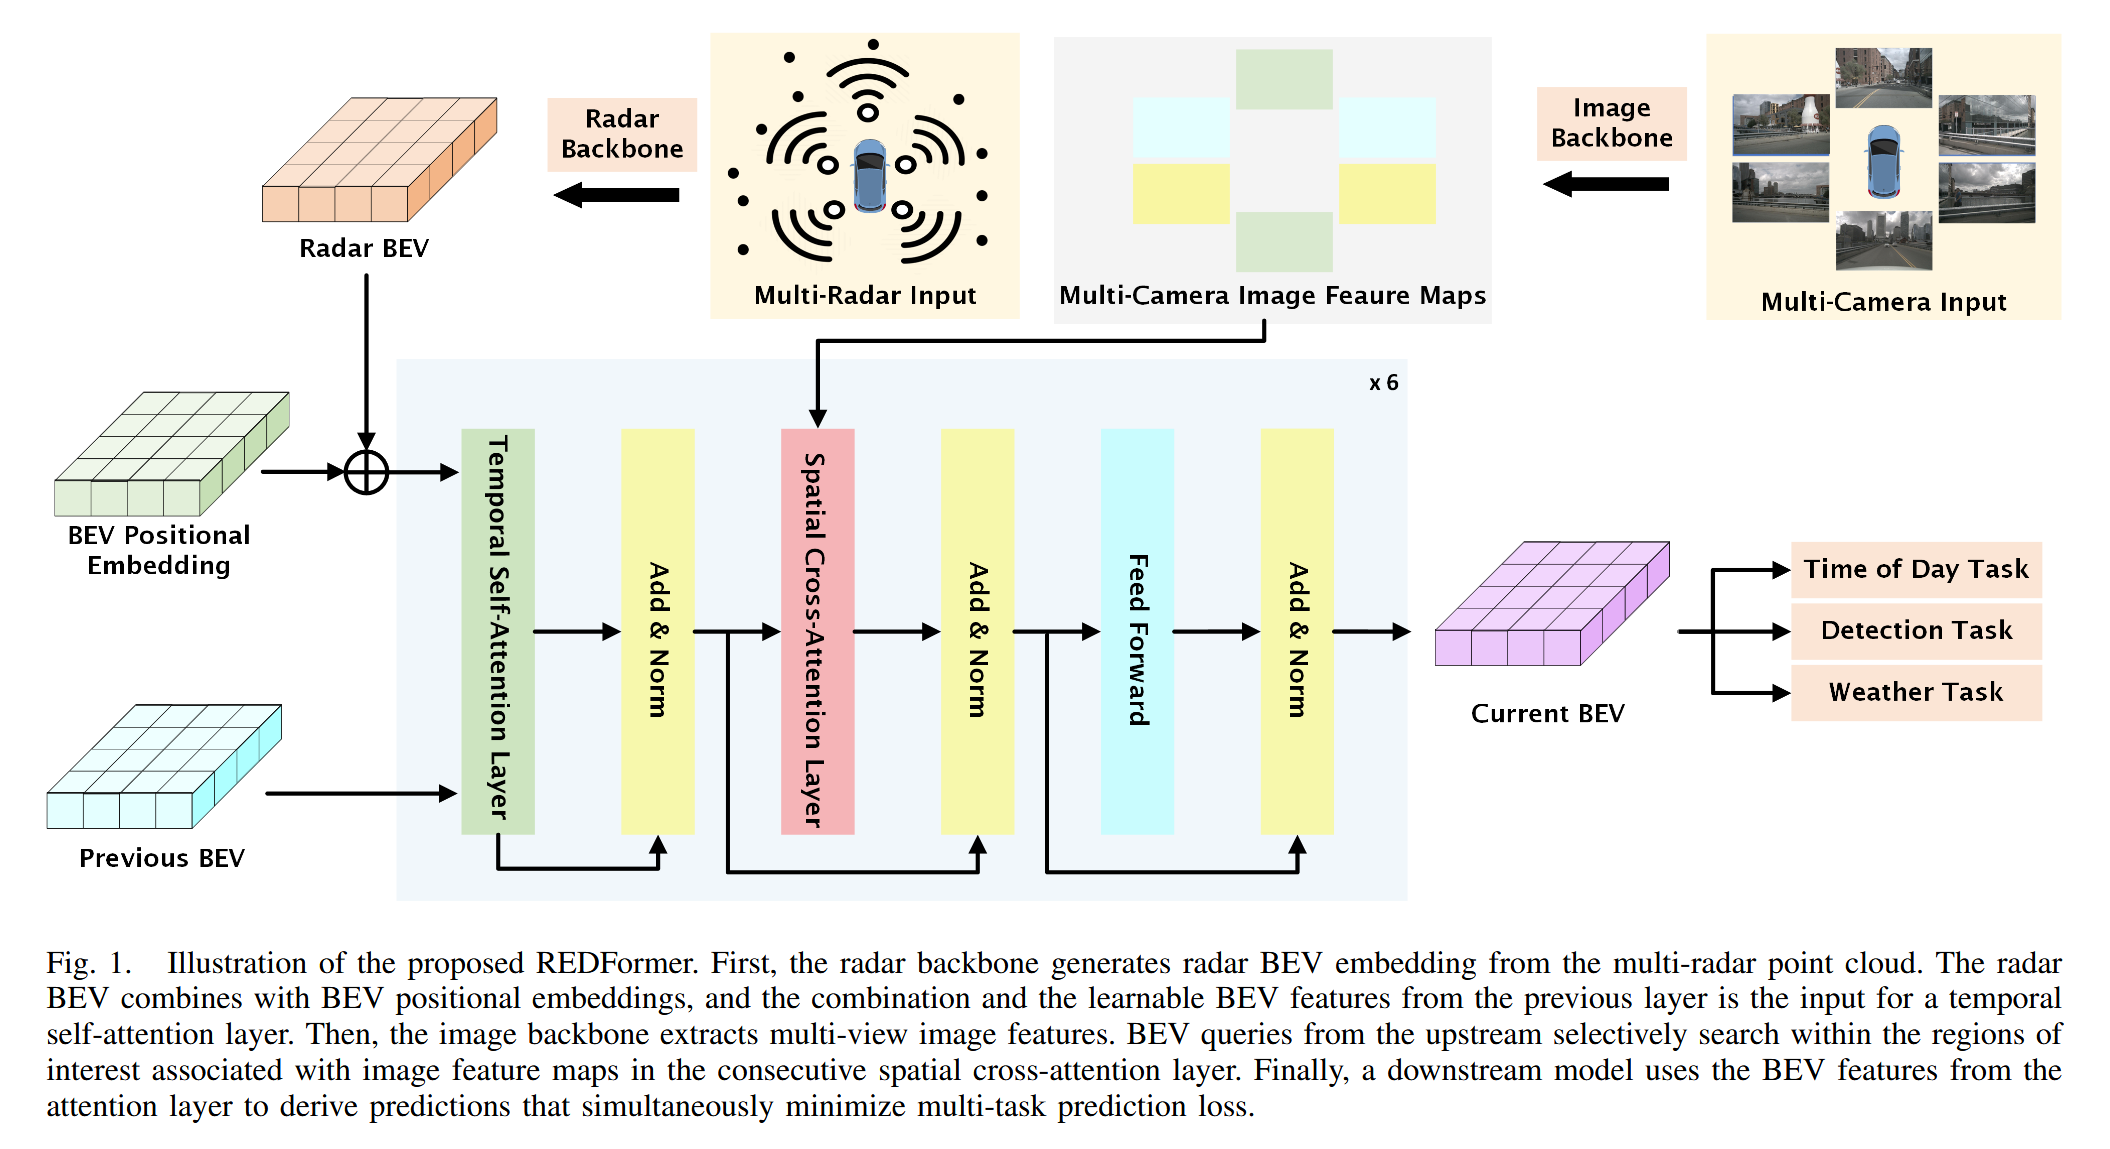 Radar
Backbone
Image
Backbone
Radar BEV
Multi-Radar Input
Multi-Camera Image Feaure Maps
Multi-Camera Input
x 6
BEV Positional
Embedding
Previous BEV
Temporal Self-Attention Layer
Add & Norm
Spatial Cross-Attention Layer
Add & Norm
Feed Forward
Add & Norm
Current BEV
Time of Day Task
Detection Task
Weather Task
Fig. 1. Illustration of the proposed REDFormer. First, the radar backbone generates radar BEV embedding from the multi-radar point cloud. The radar
BEV combines with BEV positional embeddings, and the combination and the learnable BEV features from the previous layer is the input for a temporal
self-attention layer. Then, the image backbone extracts multi-view image features. BEV queries from the upstream selectively search within the regions of
interest associated with image feature maps in the consecutive spatial cross-attention layer. Finally, a downstream model uses the BEV features from the
attention layer to derive predictions that simultaneously minimize multi-task prediction loss.